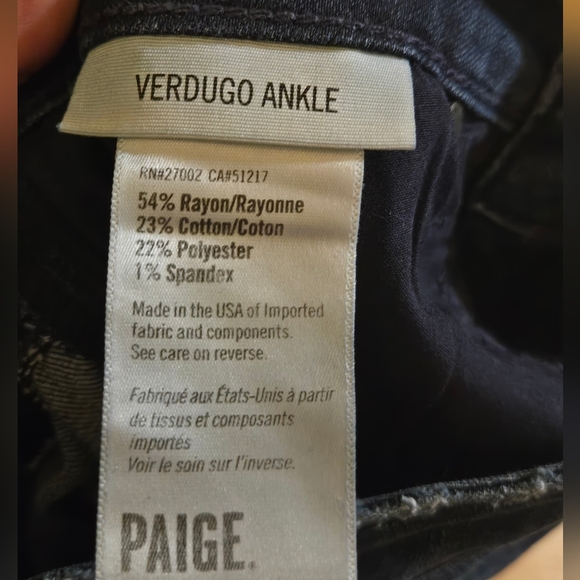 VERDUGO ANKLE
RN#27002 CA#51217
54% Rayon/Rayonne
23% Cotton/Coton
22% Polyester
1% Spandex
Made in the USA of Imported
fabric and components.
See care on reverse.
Fabriqué aux États-Unis à partir
de tissus et composants
importés
Voir le soin sur l'inverse.
PAIGE.